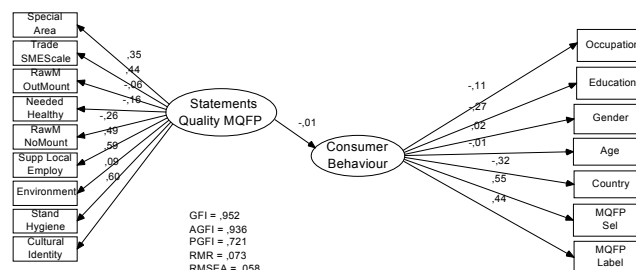 Special
Area
Trade
SMEScale
RawM
OutMount
Needed
Healthy
RawM
NoMount
Supp Local
Employ
Environment
Stand
Hygiene
Cultural
Identity
,35
,44
-,06
-,16
-,26
,49
,59
,09
,60
Statements
Quality MQFP
-,01
Consumer
Behaviour
-,11
-,27
,02
-,01
-,32
,55
,44
Occupation
Education
Gender
Age
Country
MQFP
Sel
MQFP
Label
GFI = ,952
AGFI = ,936
PGFI = ,721
RMR = ,073
RMSEA = ,058